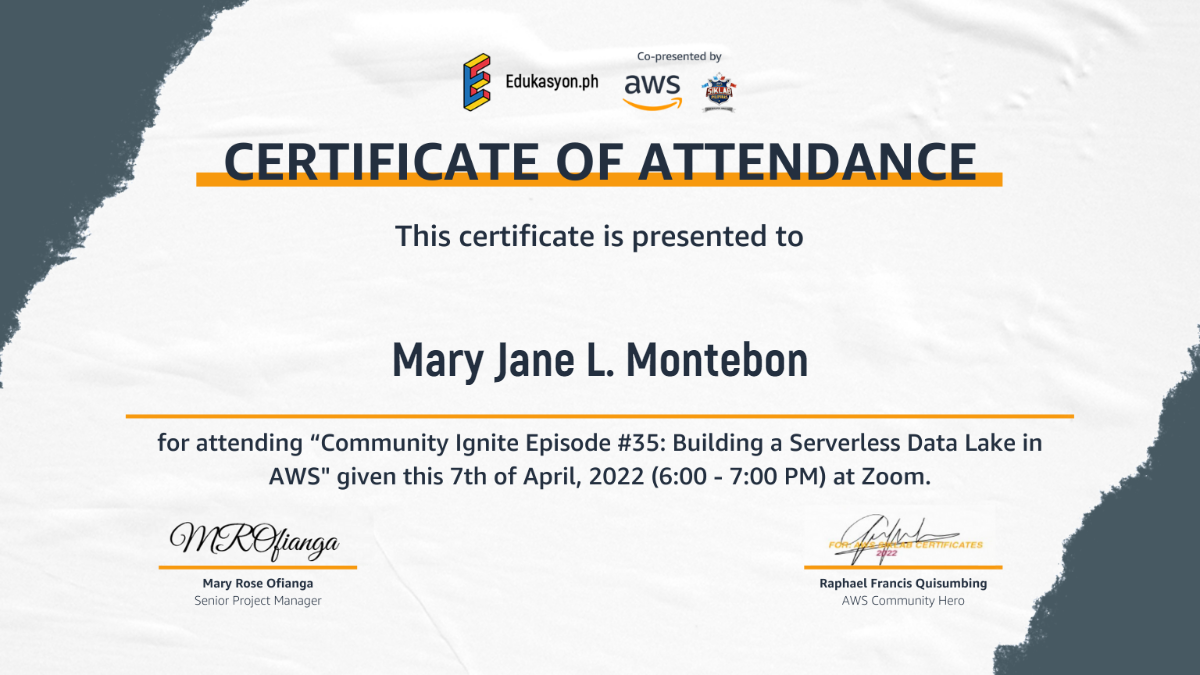 Co-presented by
Edukasyon.ph
aws
SIKLAB
CERTIFICATE OF ATTENDANCE
This certificate is presented to
Mary Jane L. Montebon
for attending “Community Ignite Episode #35: Building a Serverless Data Lake in
AWS" given this 7th of April, 2022 (6:00 - 7:00 PM) at Zoom.
MROfianga
FOR AWS SIKLAB CERTIFICATES
2022
Mary Rose Ofianga
Senior Project Manager
Raphael Francis Quisumbing
AWS Community Hero